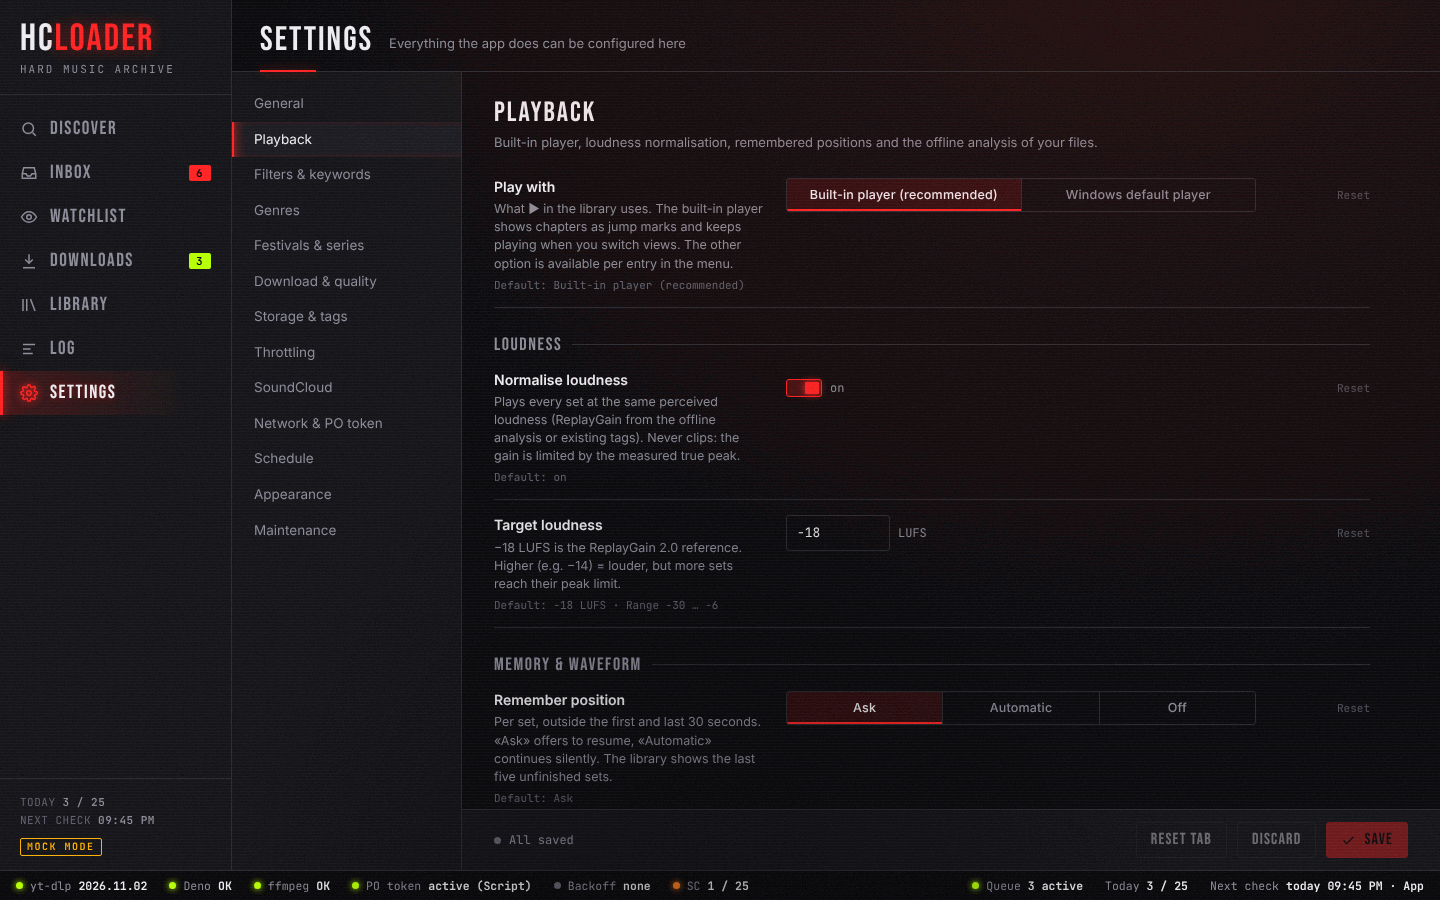 HCLOADER
HARD MUSIC ARCHIVE
DISCOVER
INBOX 6
WATCHLIST
DOWNLOADS 3
LIBRARY
LOG
SETTINGS
TODAY 3 / 25
NEXT CHECK 09:45 PM
MOCK MODE
SETTINGS Everything the app does can be configured here
General
Playback
Filters & keywords
Genres
Festivals & series
Download & quality
Storage & tags
Throttling
SoundCloud
Network & PO token
Schedule
Appearance
Maintenance
PLAYBACK
Built-in player, loudness normalisation, remembered positions and the offline analysis of your files.
Play with
What ▶ in the library uses. The built-in player
shows chapters as jump marks and keeps
playing when you switch views. The other
option is available per entry in the menu.
Default: Built-in player (recommended)
Built-in player (recommended) Windows default player Reset
LOUDNESS
Normalise loudness
Plays every set at the same perceived
loudness (ReplayGain from the offline
analysis or existing tags). Never clips: the
gain is limited by the measured true peak.
Default: on
on Reset
Target loudness
−18 LUFS is the ReplayGain 2.0 reference.
Higher (e.g. −14) = louder, but more sets
reach their peak limit.
Default: -18 LUFS · Range -30 … -6
-18 LUFS Reset
MEMORY & WAVEFORM
Remember position
Per set, outside the first and last 30 seconds.
«Ask» offers to resume, «Automatic»
continues silently. The library shows the last
five unfinished sets.
Default: Ask
Ask Automatic Off Reset
All saved RESET TAB DISCARD SAVE
yt-dlp 2026.11.02 Deno OK ffmpeg OK PO token active (Script) Backoff none SC 1 / 25 Queue 3 active Today 3 / 25 Next check today 09:45 PM · App